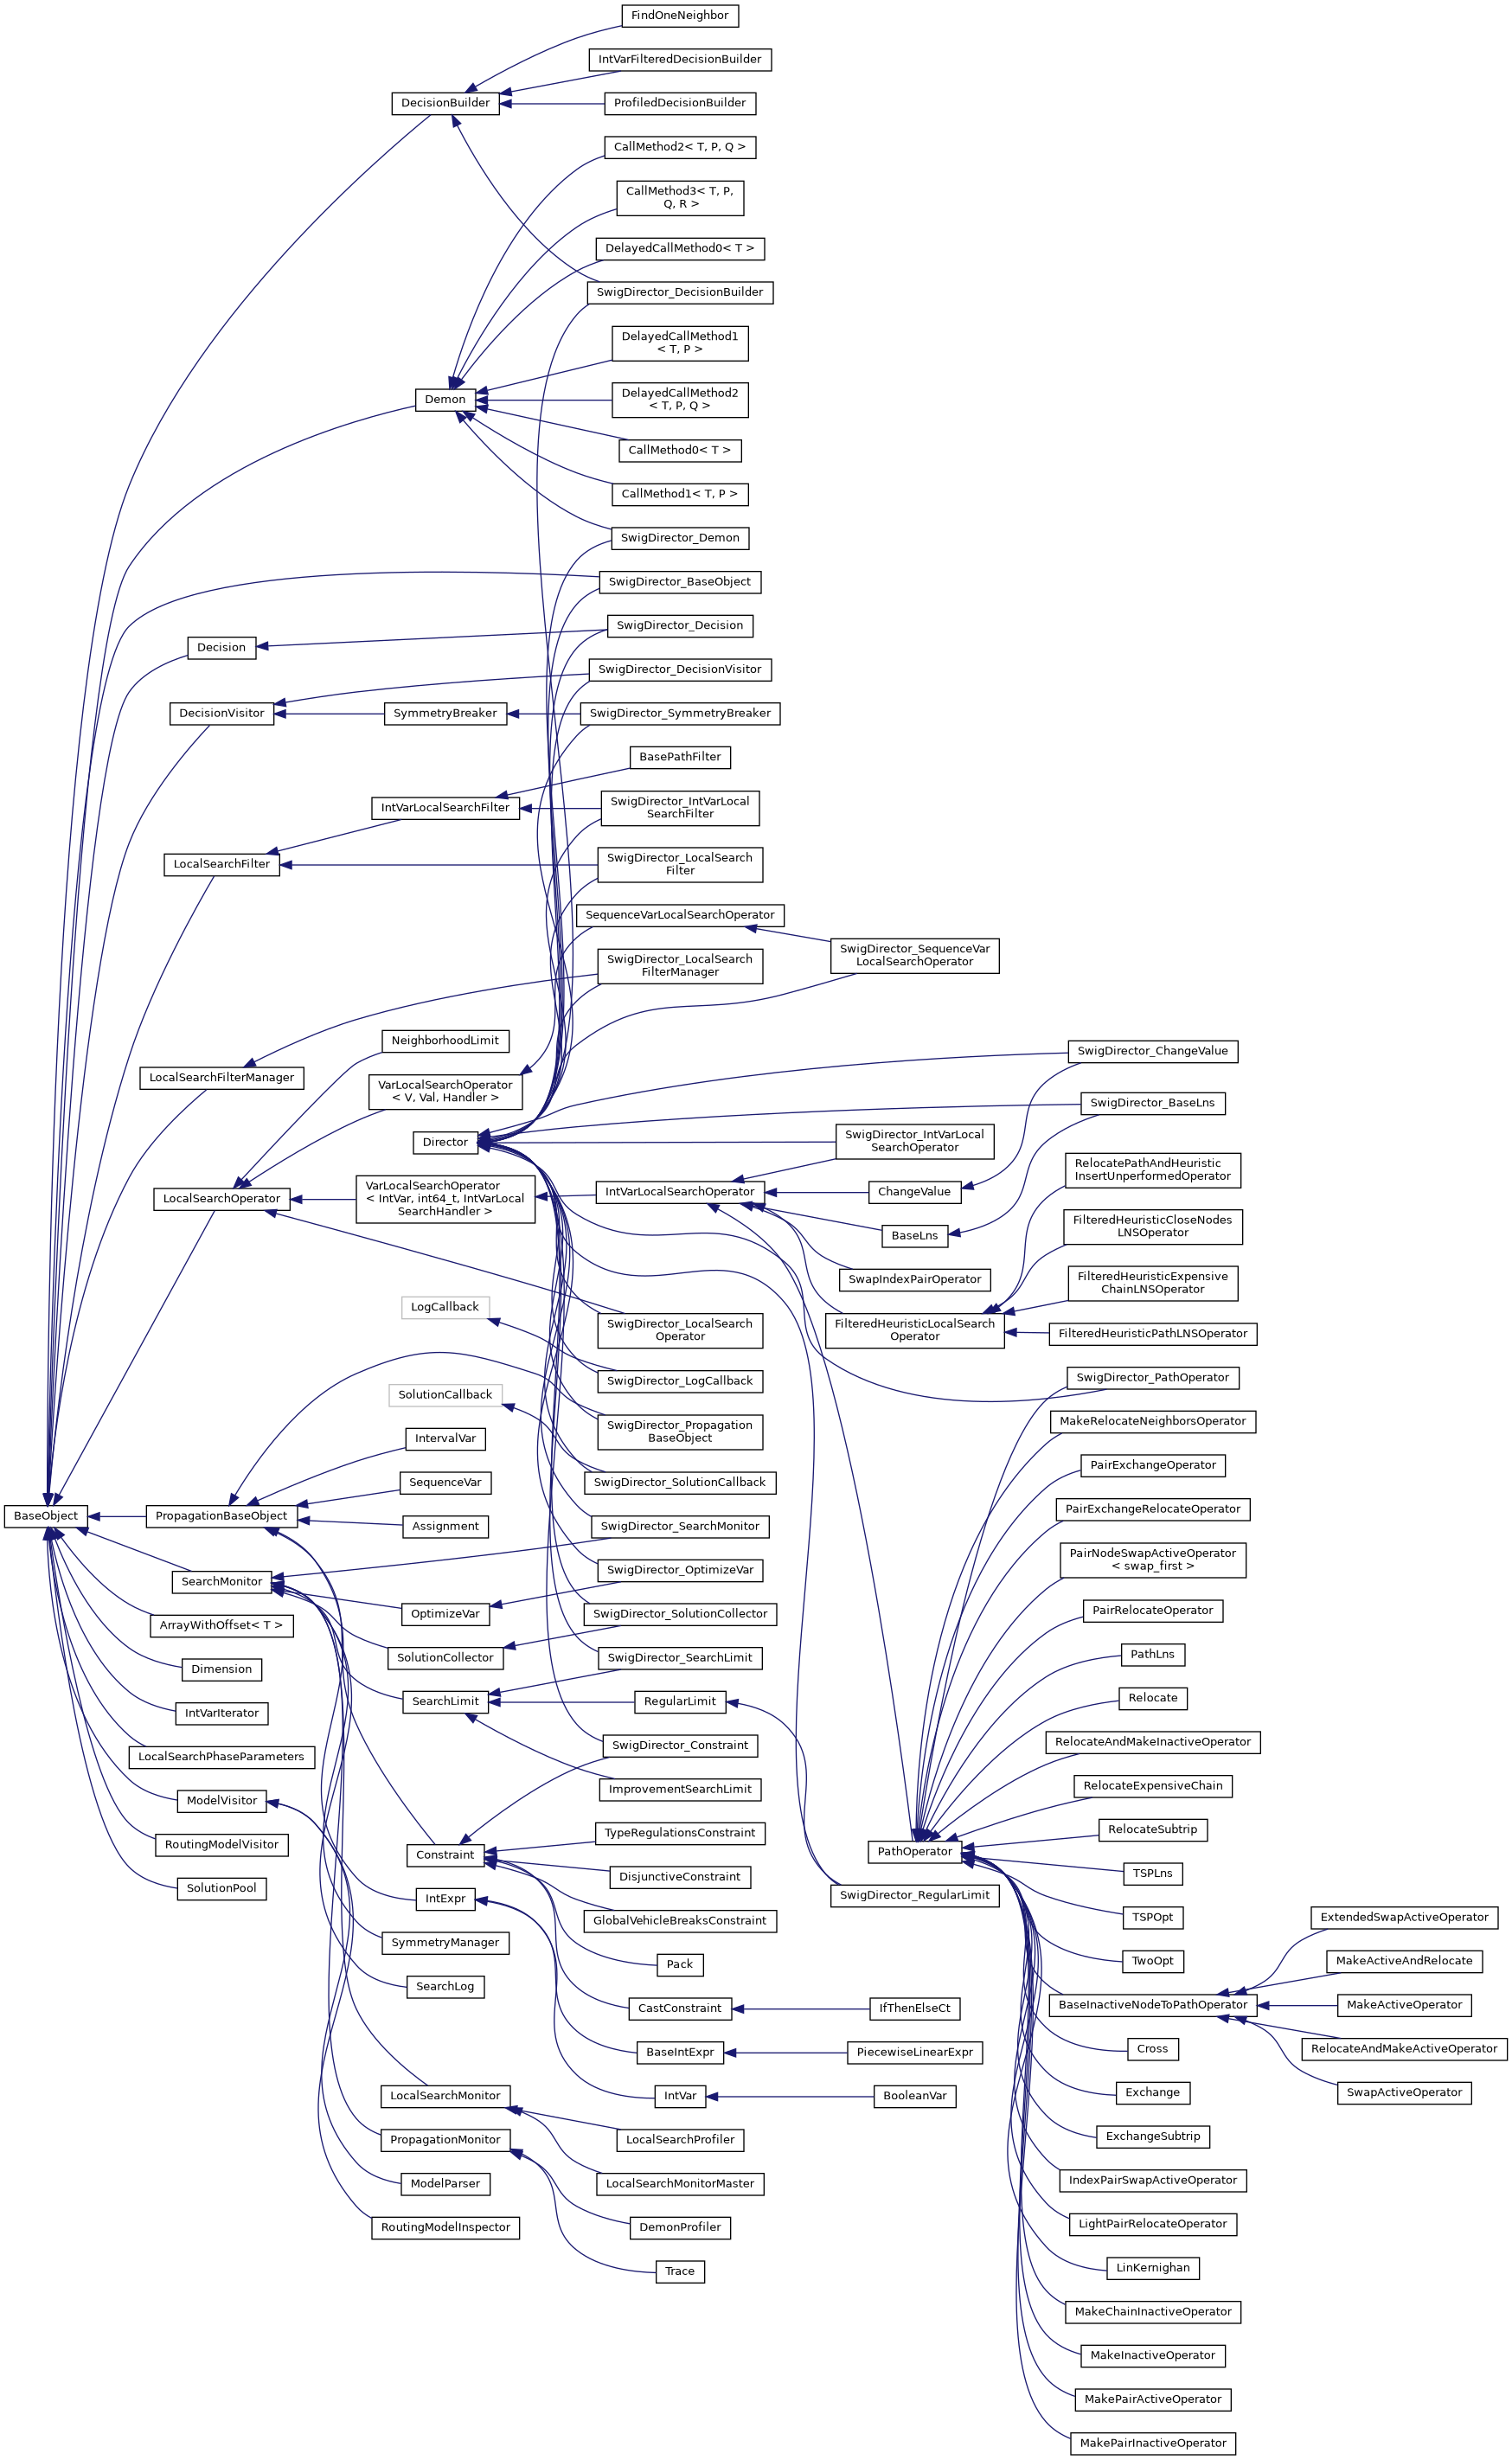 FindOneNeighbor
IntVarFilteredDecisionBuilder
DecisionBuilder
ProfiledDecisionBuilder
CallMethod2< T, P, Q >
CallMethod3< T, P,
Q, R >
DelayedCallMethod0< T >
SwigDirector_DecisionBuilder
DelayedCallMethod1
< T, P >
Demon
DelayedCallMethod2
< T, P, Q >
CallMethod0< T >
CallMethod1< T, P >
SwigDirector_Demon
SwigDirector_BaseObject
SwigDirector_Decision
Decision
SwigDirector_DecisionVisitor
DecisionVisitor
SymmetryBreaker
SwigDirector_SymmetryBreaker
BasePathFilter
IntVarLocalSearchFilter
SwigDirector_IntVarLocal
SearchFilter
LocalSearchFilter
SwigDirector_LocalSearch
Filter
SequenceVarLocalSearchOperator
SwigDirector_SequenceVar
LocalSearchOperator
SwigDirector_LocalSearch
FilterManager
NeighborhoodLimit
SwigDirector_ChangeValue
LocalSearchFilterManager
VarLocalSearchOperator
< V, Val, Handler >
SwigDirector_BaseLns
Director
SwigDirector_IntVarLocal
SearchOperator
RelocatePathAndHeuristic
InsertUnperformedOperator
LocalSearchOperator
VarLocalSearchOperator
< IntVar, int64_t, IntVarLocal
SearchHandler >
IntVarLocalSearchOperator
ChangeValue
FilteredHeuristicCloseNodes
LNSOperator
BaseLns
SwapIndexPairOperator
FilteredHeuristicExpensive
ChainLNSOperator
LogCallback
SwigDirector_LocalSearch
Operator
FilteredHeuristicLocalSearch
Operator
FilteredHeuristicPathLNSOperator
SwigDirector_LogCallback
SwigDirector_PathOperator
SolutionCallback
SwigDirector_Propagation
BaseObject
MakeRelocateNeighborsOperator
IntervalVar
PairExchangeOperator
SequenceVar
SwigDirector_SolutionCallback
PairExchangeRelocateOperator
BaseObject
PropagationBaseObject
Assignment
SwigDirector_SearchMonitor
PairNodeSwapActiveOperator
< swap_first >
SearchMonitor
SwigDirector_OptimizeVar
ArrayWithOffset< T >
OptimizeVar
SwigDirector_SolutionCollector
PairRelocateOperator
Dimension
SolutionCollector
SwigDirector_SearchLimit
PathLns
IntVarIterator
SearchLimit
RegularLimit
Relocate
LocalSearchPhaseParameters
SwigDirector_Constraint
RelocateAndMakeInactiveOperator
ModelVisitor
ImprovementSearchLimit
RelocateExpensiveChain
RoutingModelVisitor
Constraint
TypeRegulationsConstraint
PathOperator
RelocateSubtrip
SolutionPool
DisjunctiveConstraint
TSPLns
IntExpr
SwigDirector_RegularLimit
GlobalVehicleBreaksConstraint
TSPOpt
ExtendedSwapActiveOperator
SymmetryManager
Pack
TwoOpt
MakeActiveAndRelocate
SearchLog
CastConstraint
IfThenElseCt
BaseInactiveNodeToPathOperator
MakeActiveOperator
BaseIntExpr
PiecewiseLinearExpr
Cross
RelocateAndMakeActiveOperator
LocalSearchMonitor
IntVar
BooleanVar
Exchange
SwapActiveOperator
PropagationMonitor
LocalSearchProfiler
ExchangeSubtrip
ModelParser
LocalSearchMonitorMaster
IndexPairSwapActiveOperator
RoutingModelInspector
DemonProfiler
LightPairRelocateOperator
Trace
LinKernighan
MakeChainInactiveOperator
MakeInactiveOperator
MakePairActiveOperator
MakePairInactiveOperator